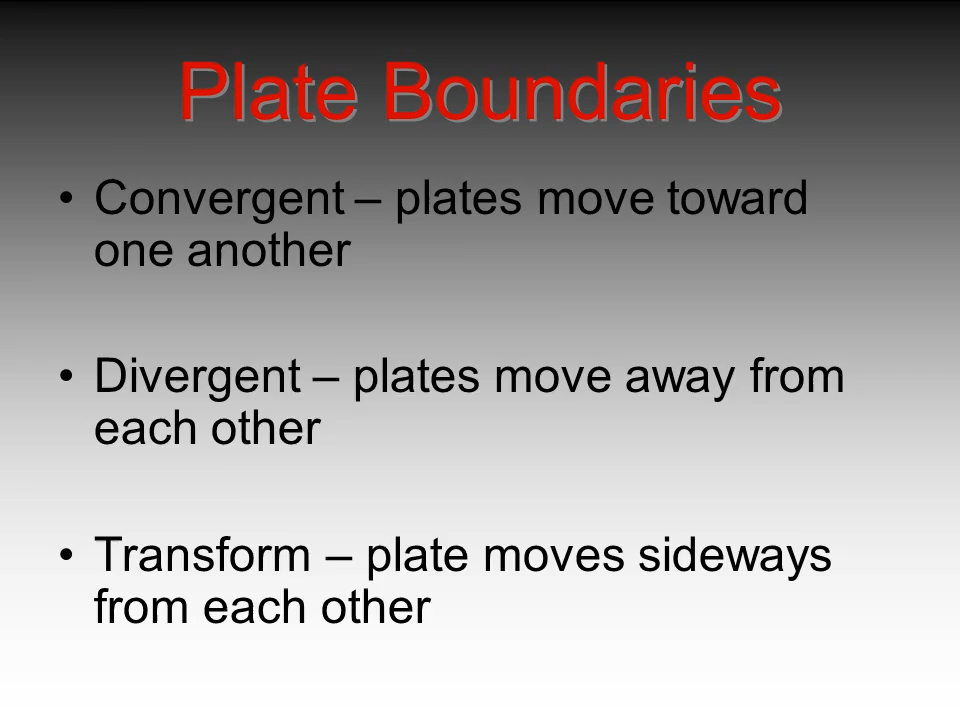 Plate Boundaries
• Convergent – plates move toward
one another
• Divergent – plates move away from
each other
• Transform – plate moves sideways
from each other